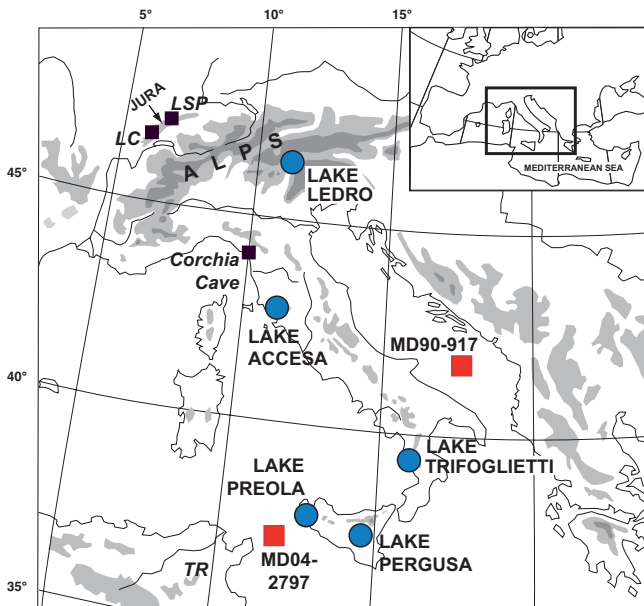 5°
10°
15°
JURA
LSP
LC
ALPS
45°
LAKE
LEDRO
MEDITERRANEAN SEA
Corchia
Cave
LAKE
ACCESA
MD90-917
40°
LAKE
TRIFOGLIETTI
LAKE
PREOLA
LAKE
PERGUSA
MD04-
2797
TR
35°